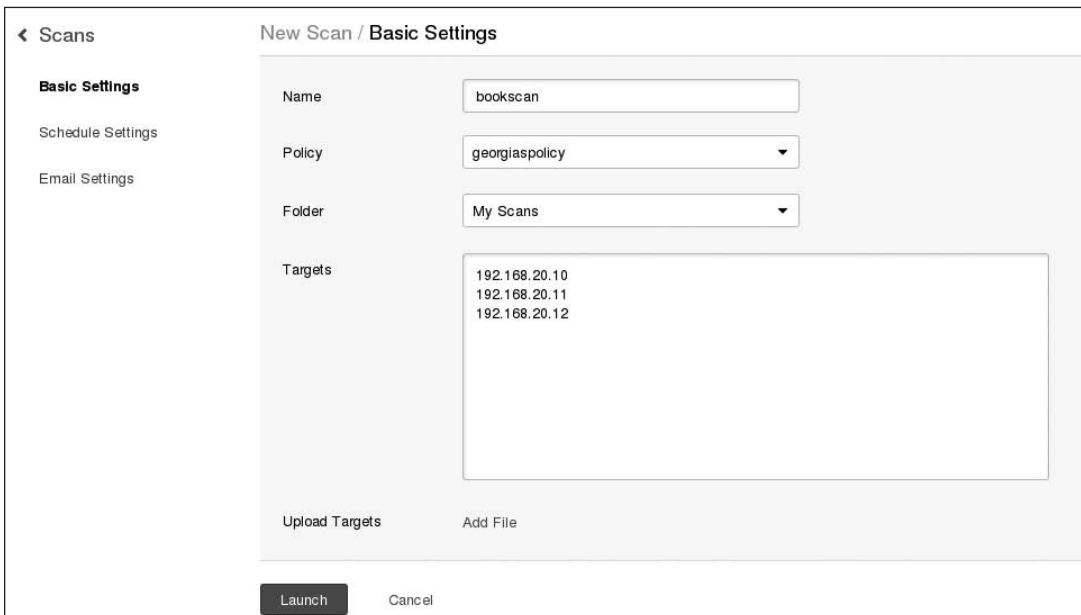 Scans
New Scan / Basic Settings
Basic Settings
Schedule Settings
Email Settings
Name
bookscan
Policy
georgiaspolicy
Folder
My Scans
Targets
192.168.20.10
192.168.20.11
192.168.20.12
Upload Targets
Add File
Launch
Cancel